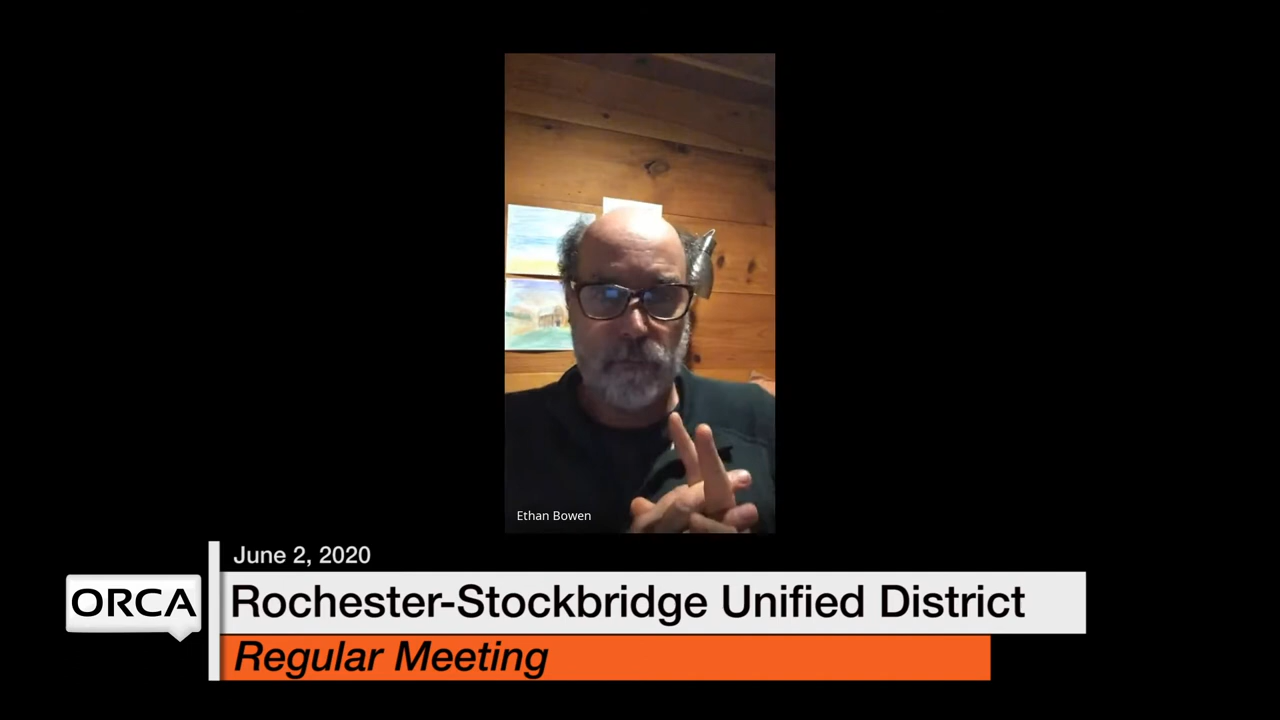 Ethan Bowen
June 2, 2020
ORCA
Rochester-Stockbridge Unified District
Regular Meeting